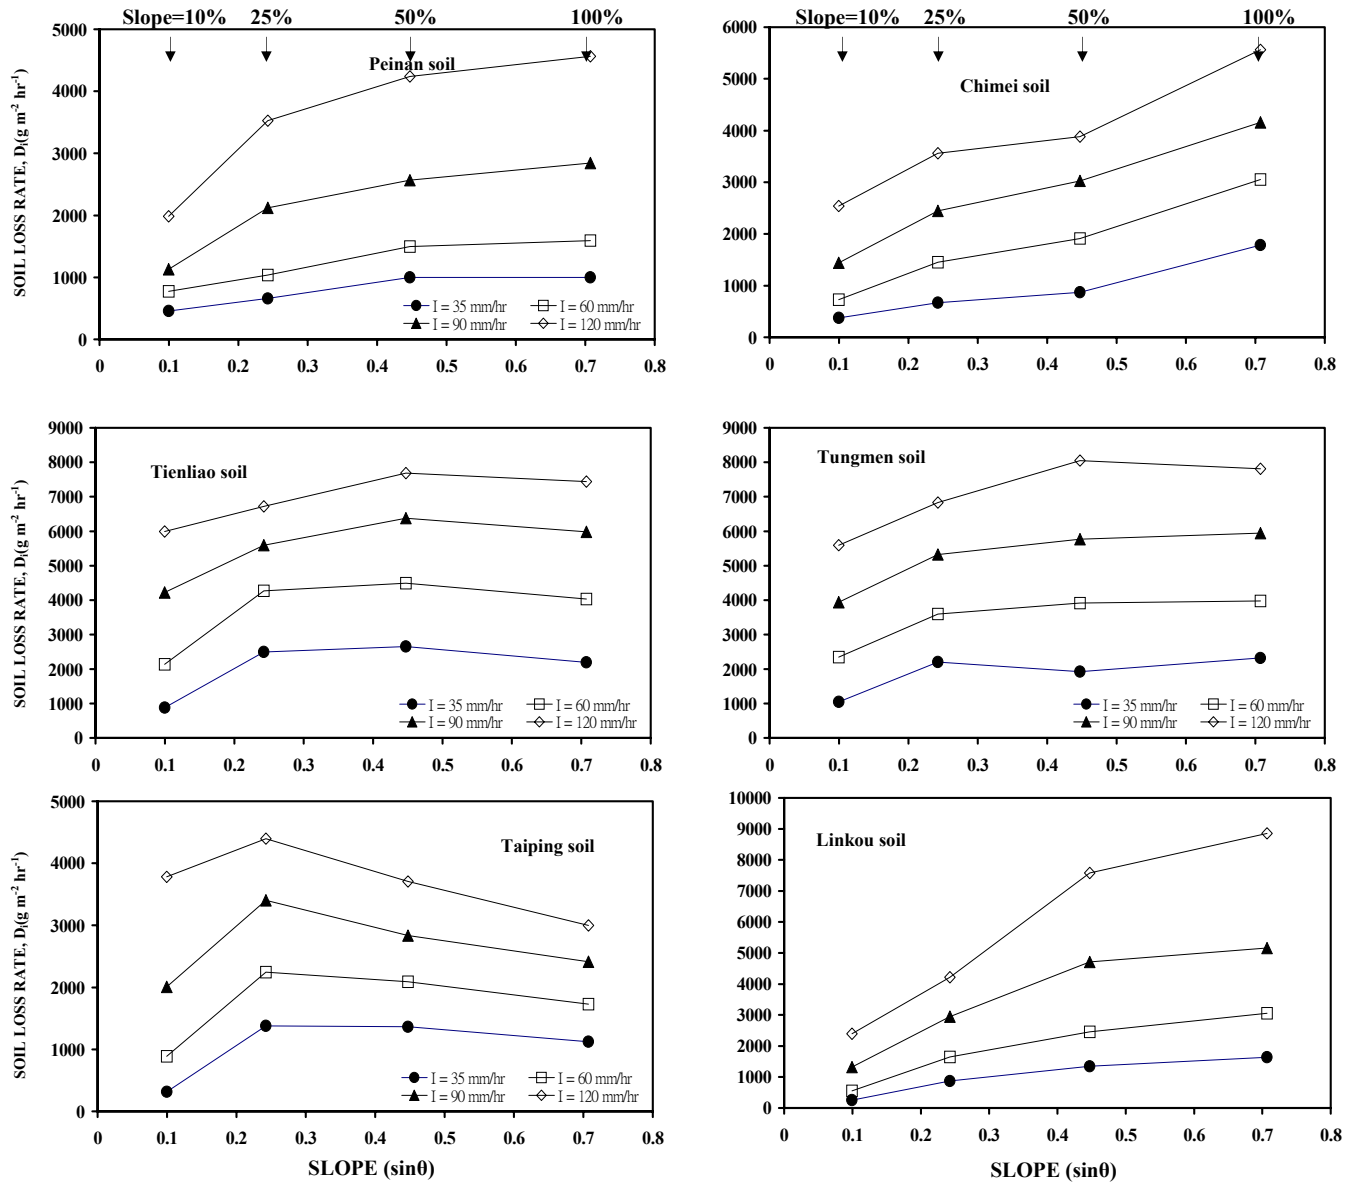 Slope=10% 25% 50% 100%
Slope=10% 25% 50% 100%
SOIL LOSS RATE, Di(g m-2 hr-1)
5000
4000
3000
2000
1000
0
Peinan soil
I = 35 mm/hr I = 60 mm/hr
I = 90 mm/hr I = 120 mm/hr
0 0.1 0.2 0.3 0.4 0.5 0.6 0.7 0.8
6000
5000
4000
3000
2000
1000
0
Chimei soil
0 0.1 0.2 0.3 0.4 0.5 0.6 0.7 0.8
SOIL LOSS RATE, Di(g m-2 hr-1)
9000
8000
7000
6000
5000
4000
3000
2000
1000
0
Tienliao soil
I = 35 mm/hr I = 60 mm/hr
I = 90 mm/hr I = 120 mm/hr
0 0.1 0.2 0.3 0.4 0.5 0.6 0.7 0.8
9000
8000
7000
6000
5000
4000
3000
2000
1000
0
Tungmen soil
I = 35 mm/hr I = 60 mm/hr
I = 90 mm/hr I = 120 mm/hr
0 0.1 0.2 0.3 0.4 0.5 0.6 0.7 0.8
SOIL LOSS RATE, Di(g m-2 hr-1)
5000
4000
3000
2000
1000
0
Taiping soil
I = 35 mm/hr I = 60 mm/hr
I = 90 mm/hr I = 120 mm/hr
0 0.1 0.2 0.3 0.4 0.5 0.6 0.7 0.8
SLOPE (sinθ)
10000
9000
8000
7000
6000
5000
4000
3000
2000
1000
0
Linkou soil
0 0.1 0.2 0.3 0.4 0.5 0.6 0.7 0.8
SLOPE (sinθ)